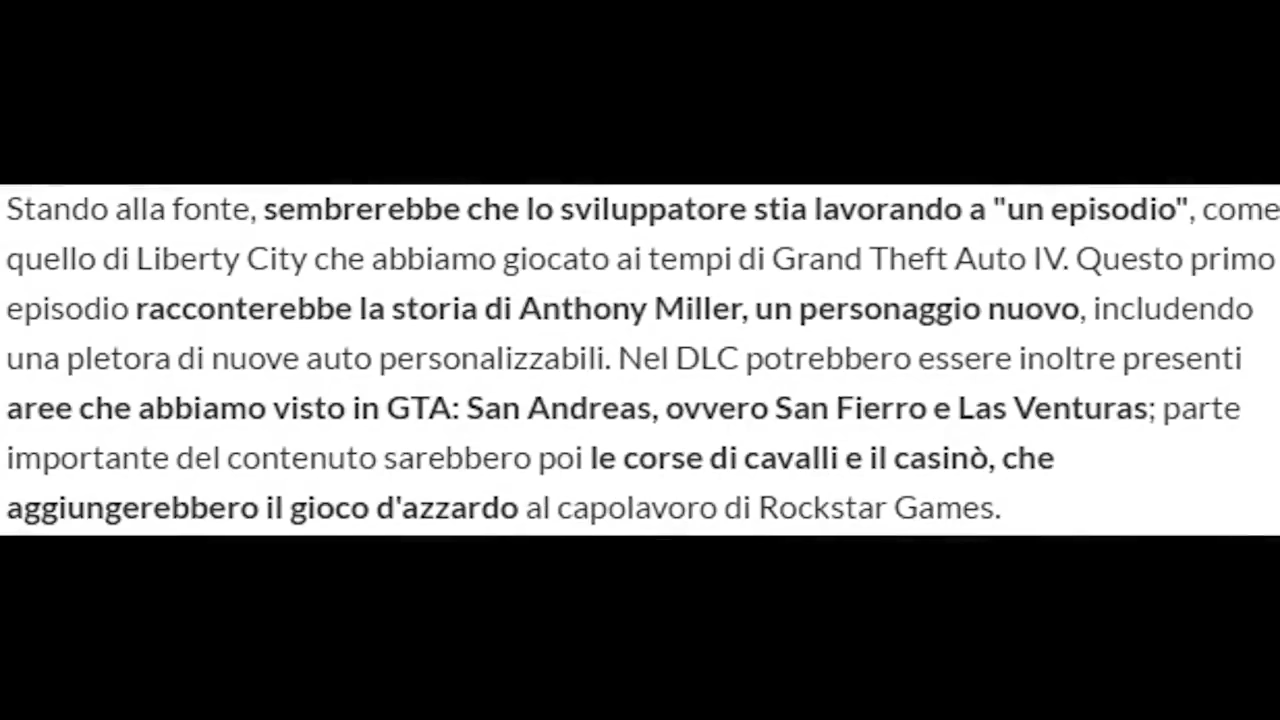 Stando alla fonte, sembrerebbe che lo sviluppatore stia lavorando a "un episodio", come
quello di Liberty City che abbiamo giocato ai tempi di Grand Theft Auto IV. Questo primo
episodio racconterebbe la storia di Anthony Miller, un personaggio nuovo, includendo
una pletora di nuove auto personalizzabili. Nel DLC potrebbero essere inoltre presenti
aree che abbiamo visto in GTA: San Andreas, ovvero San Fierro e Las Venturas; parte
importante del contenuto sarebbero poi le corse di cavalli e il casinò, che
aggiungerebbero il gioco d'azzardo al capolavoro di Rockstar Games.